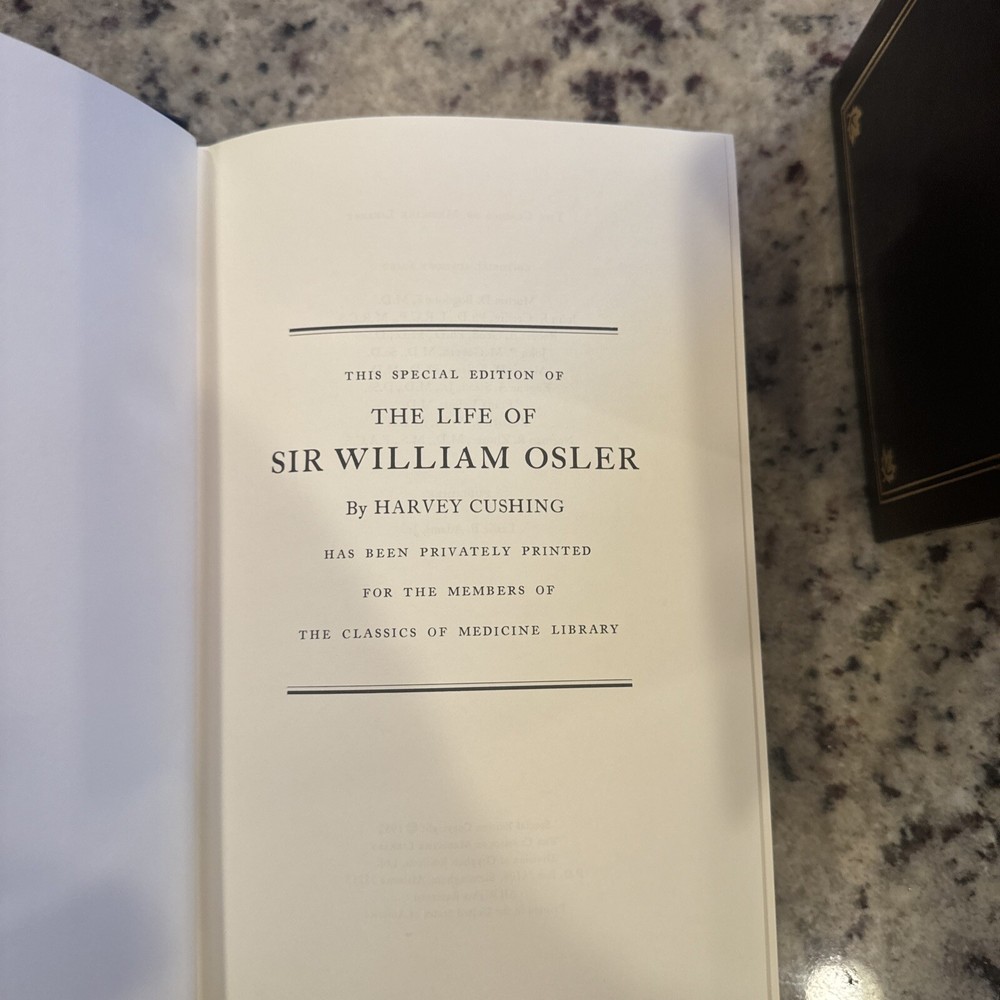 THIS SPECIAL EDITION OF
THE LIFE OF
SIR WILLIAM OSLER
By HARVEY CUSHING
HAS BEEN PRIVATELY PRINTED
FOR THE MEMBERS OF
THE CLASSICS OF MEDICINE LIBRARY